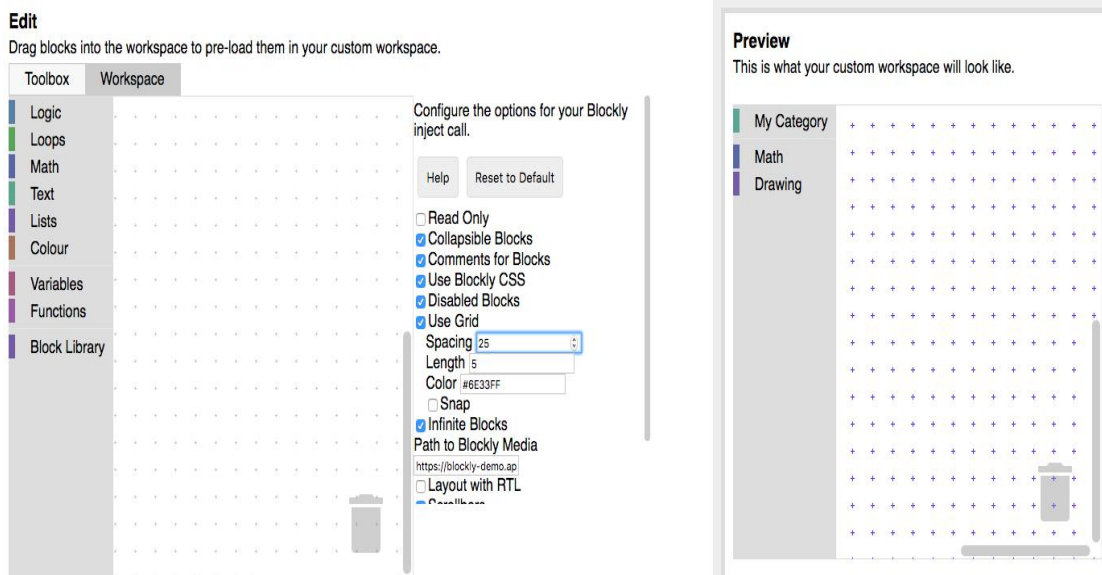 Edit
Drag blocks into the workspace to pre-load them in your custom workspace.
Toolbox
Workspace
Logic
Loops
Math
Text
Lists
Colour
Variables
Functions
Block Library
Configure the options for your Blockly
inject call.
Help
Reset to Default
Read Only
Collapsible Blocks
Comments for Blocks
Use Blockly CSS
Disabled Blocks
Use Grid
Spacing 25
Length 5
Color #6E33FF
Snap
Infinite Blocks
Path to Blockly Media
https://blockly-demo.ap
Layout with RTL
Scrollbars
Preview
This is what your custom workspace will look like.
My Category
Math
Drawing